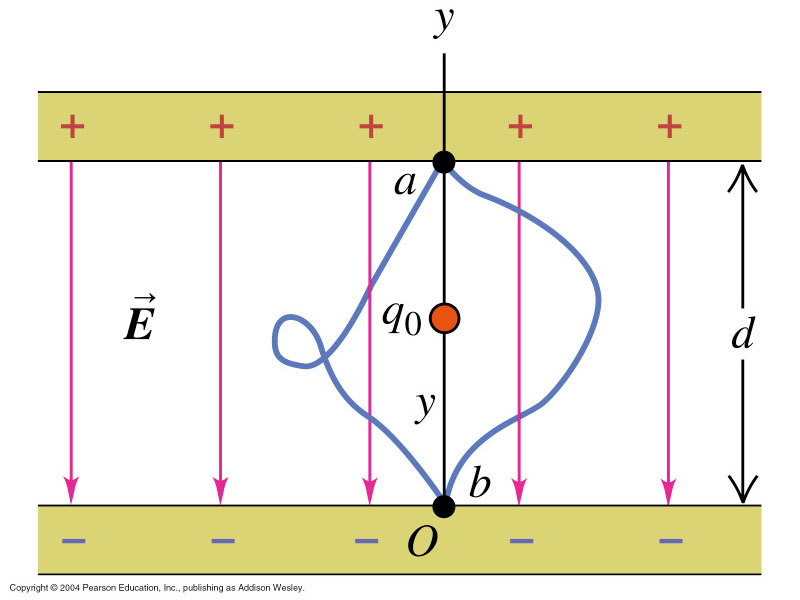 y
+ + + + +
a
E
q0
d
y
b
− − − − −
O
Copyright © 2004 Pearson Education, Inc., publishing as Addison Wesley.